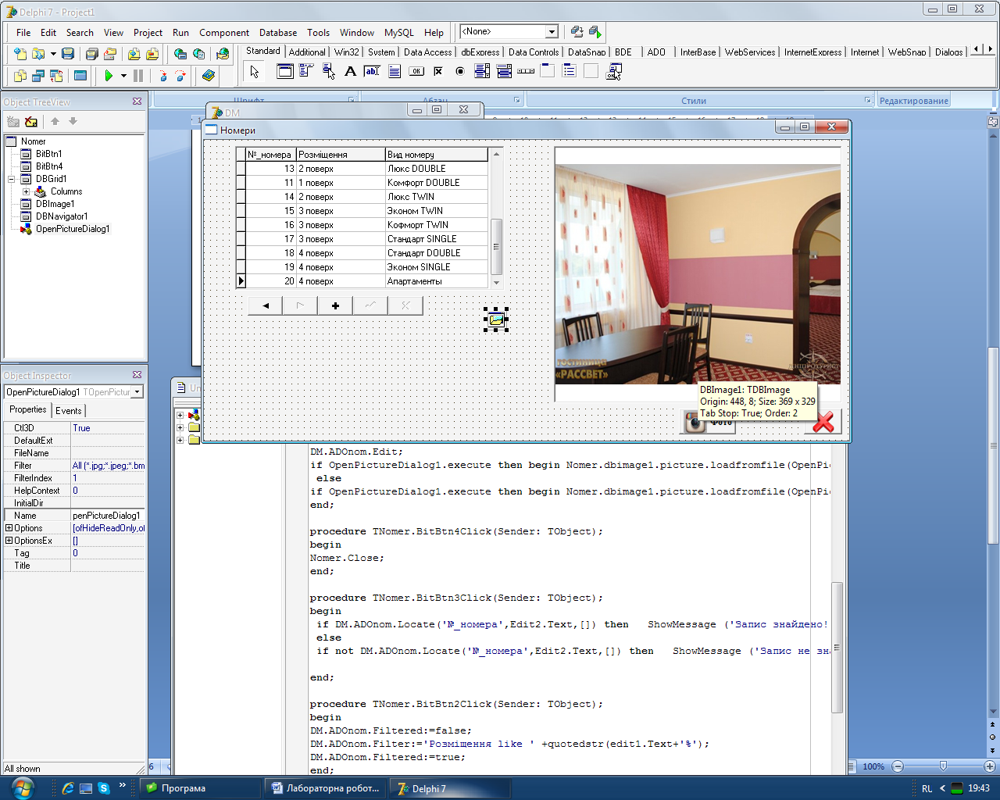 Delphi 7 - Project1
File Edit Search View Project Run Component Database Tools Window MySQL Help
<None>
Standard Additional Win32 System Data Access dbExpress Data Controls DataSnap BDE ADO InterBase WebServices InternetExpress Internet WebSnap Dialogs
Object TreeView
Nomer
BitBtn1
BitBtn4
DBGrid1
Columns
DBImage1
DBNavigator1
OpenPictureDialog1
Шрифт
Абзац
Стили
Редактирование
DM
Номери
№_номера Розміщення Вид номеру
13 2 поверх Люкс DOUBLE
11 1 поверх Комфорт DOUBLE
14 2 поверх Люкс TWIN
15 3 поверх Эконом TWIN
16 3 поверх Кофморт TWIN
17 3 поверх Стандарт SINGLE
18 4 поверх Стандарт DOUBLE
19 4 поверх Эконом SINGLE
20 4 поверх Апартаменты
гостиница
«РАССВЕТ»
ДНІПРОТУРИСТ
DBImage1: TDBImage
Origin: 448, 8; Size: 369 x 329
Tab Stop: True; Order: 2
Фото
Object Inspector
OpenPictureDialog1 TOpenPictur
Properties Events
Ctl3D True
DefaultExt
FileName
Filter All (*.jpg;*.jpeg;*.bm
FilterIndex 1
HelpContext 0
InitialDir
Name penPictureDialog1
Options [ofHideReadOnly,of
OptionsEx []
Tag 0
Title
All shown
Un
DM.ADOnom.Edit;
if OpenPictureDialog1.execute then begin Nomer.dbimage1.picture.loadfromfile(OpenPi
else
if OpenPictureDialog1.execute then begin Nomer.dbimage1.picture.loadfromfile(OpenPi
end;
procedure TNomer.BitBtn4Click(Sender: TObject);
begin
Nomer.Close;
end;
procedure TNomer.BitBtn3Click(Sender: TObject);
begin
if DM.ADOnom.Locate('№_номера',Edit2.Text,[]) then ShowMessage ('Запис знайдено!
else
if not DM.ADOnom.Locate('№_номера',Edit2.Text,[]) then ShowMessage ('Запис не зна
end;
procedure TNomer.BitBtn2Click(Sender: TObject);
begin
DM.ADOnom.Filtered:=false;
DM.ADOnom.Filter:='Розміщення like ' +quotedstr(edit1.Text+'%');
DM.ADOnom.Filtered:=true;
end;
100%
Програма
Лабораторна робот...
Delphi 7
RL
19:43